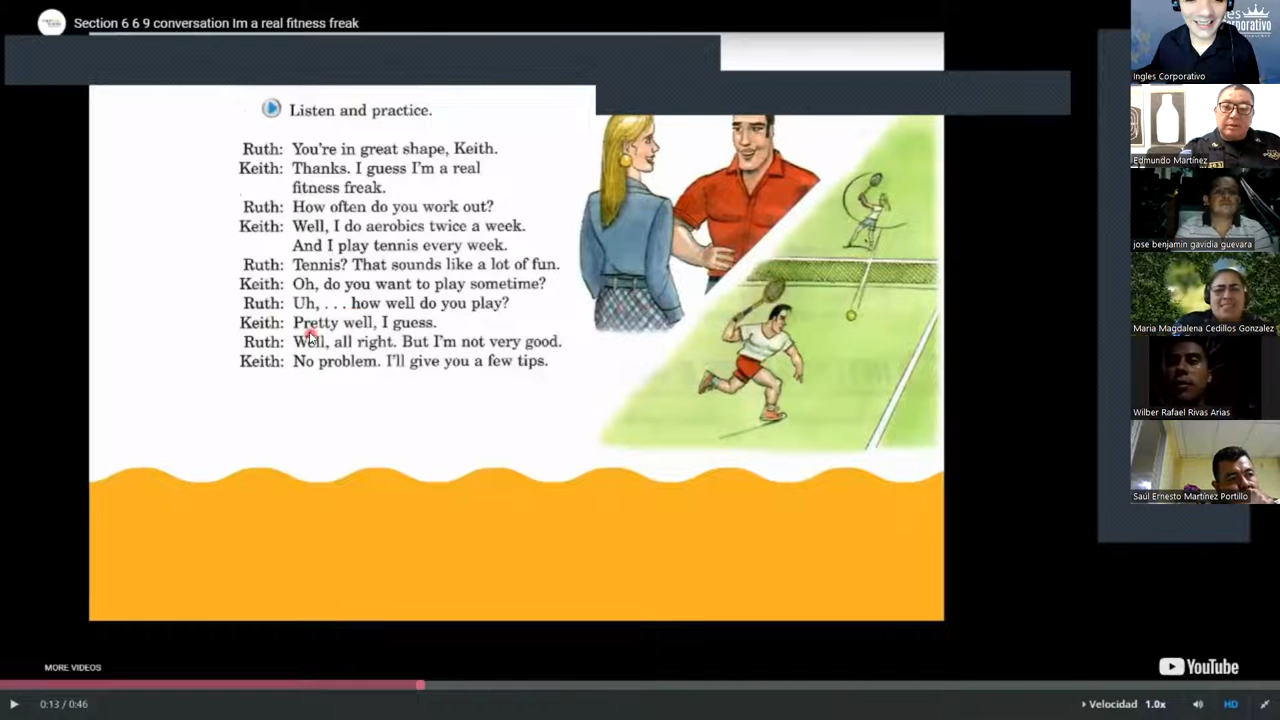 Section 6 6 9 conversation Im a real fitness freak
Listen and practice.
Ruth: You're in great shape, Keith.
Keith: Thanks. I guess I'm a real
fitness freak.
Ruth: How often do you work out?
Keith: Well, I do aerobics twice a week.
And I play tennis every week.
Ruth: Tennis? That sounds like a lot of fun.
Keith: Oh, do you want to play sometime?
Ruth: Uh, . . . how well do you play?
Keith: Pretty well, I guess.
Ruth: Well, all right. But I'm not very good.
Keith: No problem. I'll give you a few tips.
Ingles Corporativo
Edmundo Martínez
jose benjamin gavidia guevara
Maria Magdalena Cedillos Gonzalez
Wilber Rafael Rivas Arias
Saúl Ernesto Martínez Portillo
MORE VIDEOS
YouTube
0:13 / 0:46
Velocidad 1.0x
HD